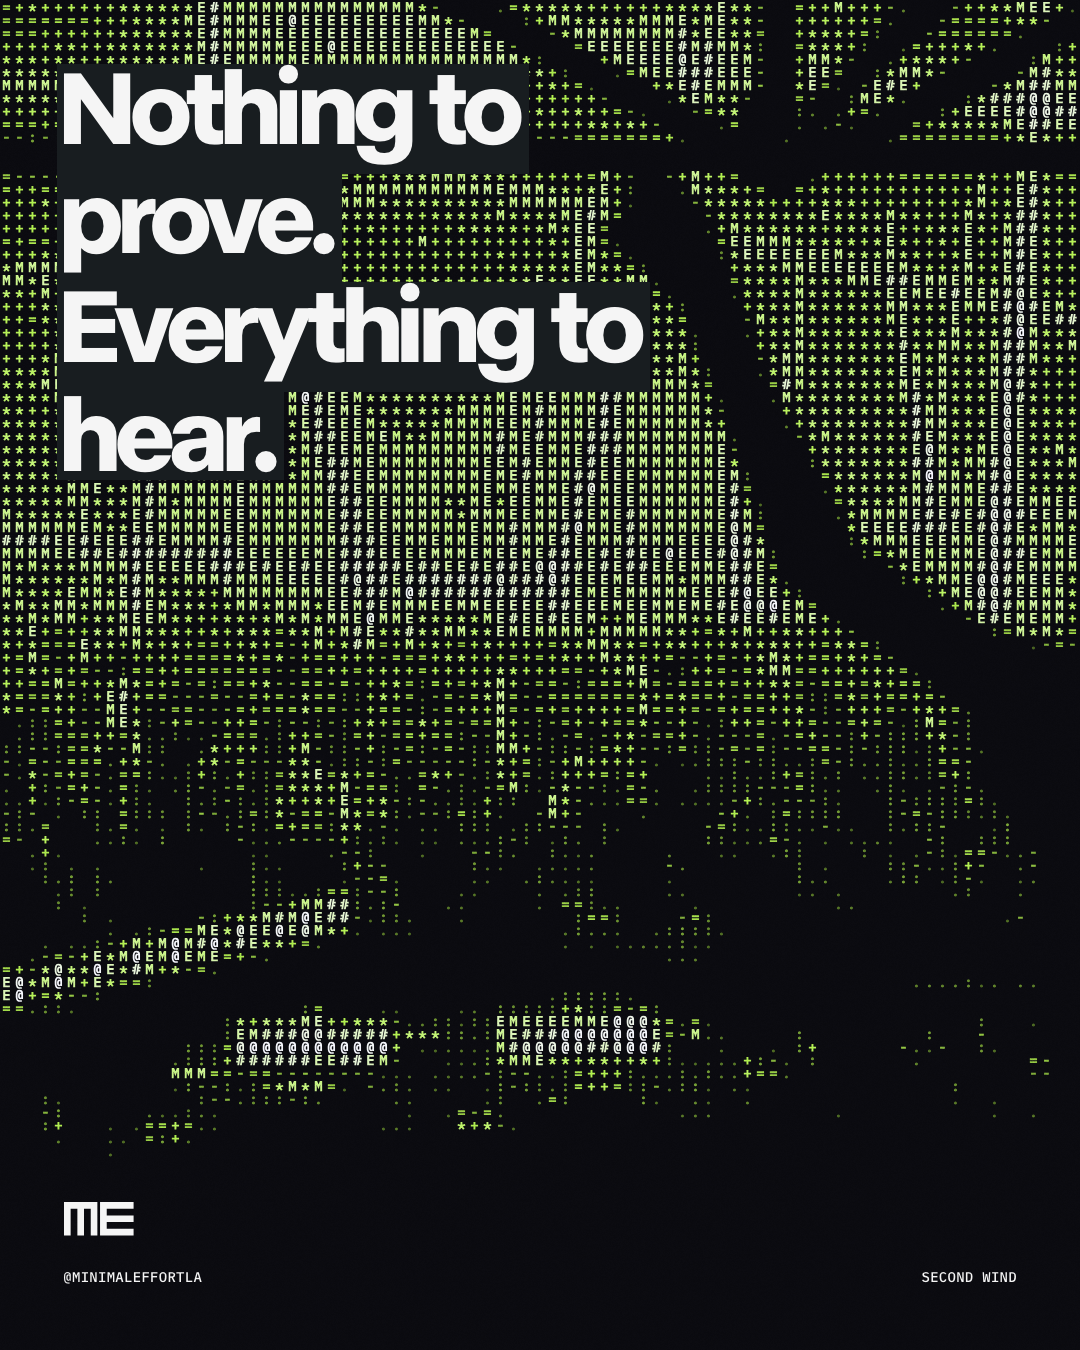 Nothing to
prove.
Everything to
hear.
ME
@MINIMALEFFORTLA
SECOND WIND